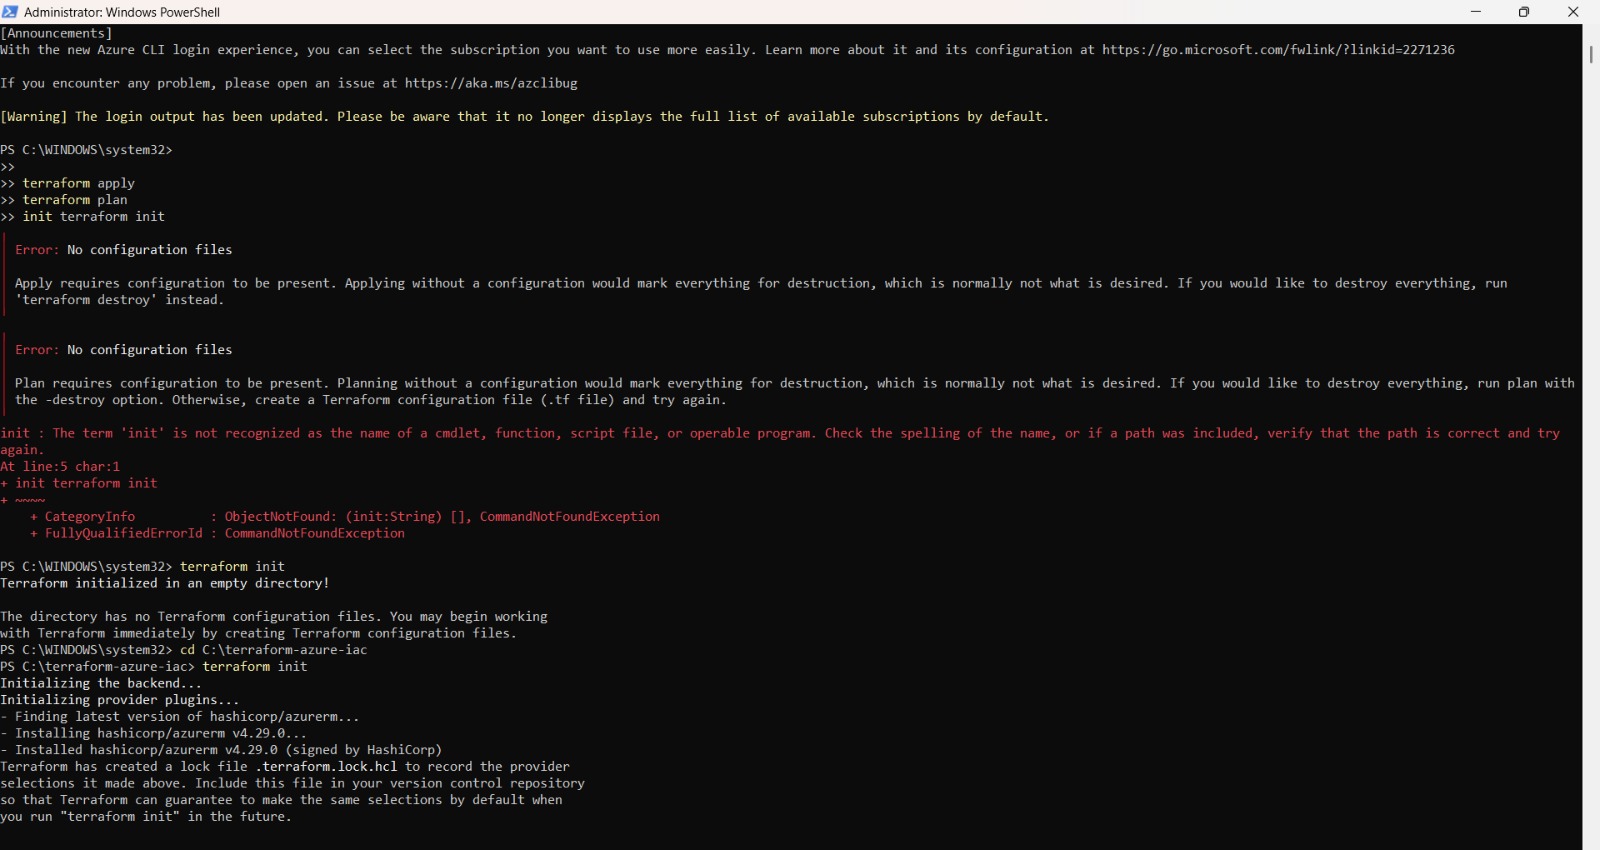 Administrator: Windows PowerShell
[Announcements]
With the new Azure CLI login experience, you can select the subscription you want to use more easily. Learn more about it and its configuration at https://go.microsoft.com/fwlink/?linkid=2271236
If you encounter any problem, please open an issue at https://aka.ms/azclibug
[Warning] The login output has been updated. Please be aware that it no longer displays the full list of available subscriptions by default.
PS C:\WINDOWS\system32>
>>
>> terraform apply
>> terraform plan
>> init terraform init
Error: No configuration files
Apply requires configuration to be present. Applying without a configuration would mark everything for destruction, which is normally not what is desired. If you would like to destroy everything, run
'terraform destroy' instead.
Error: No configuration files
Plan requires configuration to be present. Planning without a configuration would mark everything for destruction, which is normally not what is desired. If you would like to destroy everything, run plan with
the -destroy option. Otherwise, create a Terraform configuration file (.tf file) and try again.
init : The term 'init' is not recognized as the name of a cmdlet, function, script file, or operable program. Check the spelling of the name, or if a path was included, verify that the path is correct and try
again.
At line:5 char:1
+ init terraform init
+ ~~~~
+ CategoryInfo : ObjectNotFound: (init:String) [], CommandNotFoundException
+ FullyQualifiedErrorId : CommandNotFoundException
PS C:\WINDOWS\system32> terraform init
Terraform initialized in an empty directory!
The directory has no Terraform configuration files. You may begin working
with Terraform immediately by creating Terraform configuration files.
PS C:\WINDOWS\system32> cd C:\terraform-azure-iac
PS C:\terraform-azure-iac> terraform init
Initializing the backend...
Initializing provider plugins...
- Finding latest version of hashicorp/azurerm...
- Installing hashicorp/azurerm v4.29.0...
- Installed hashicorp/azurerm v4.29.0 (signed by HashiCorp)
Terraform has created a lock file .terraform.lock.hcl to record the provider
selections it made above. Include this file in your version control repository
so that Terraform can guarantee to make the same selections by default when
you run "terraform init" in the future.